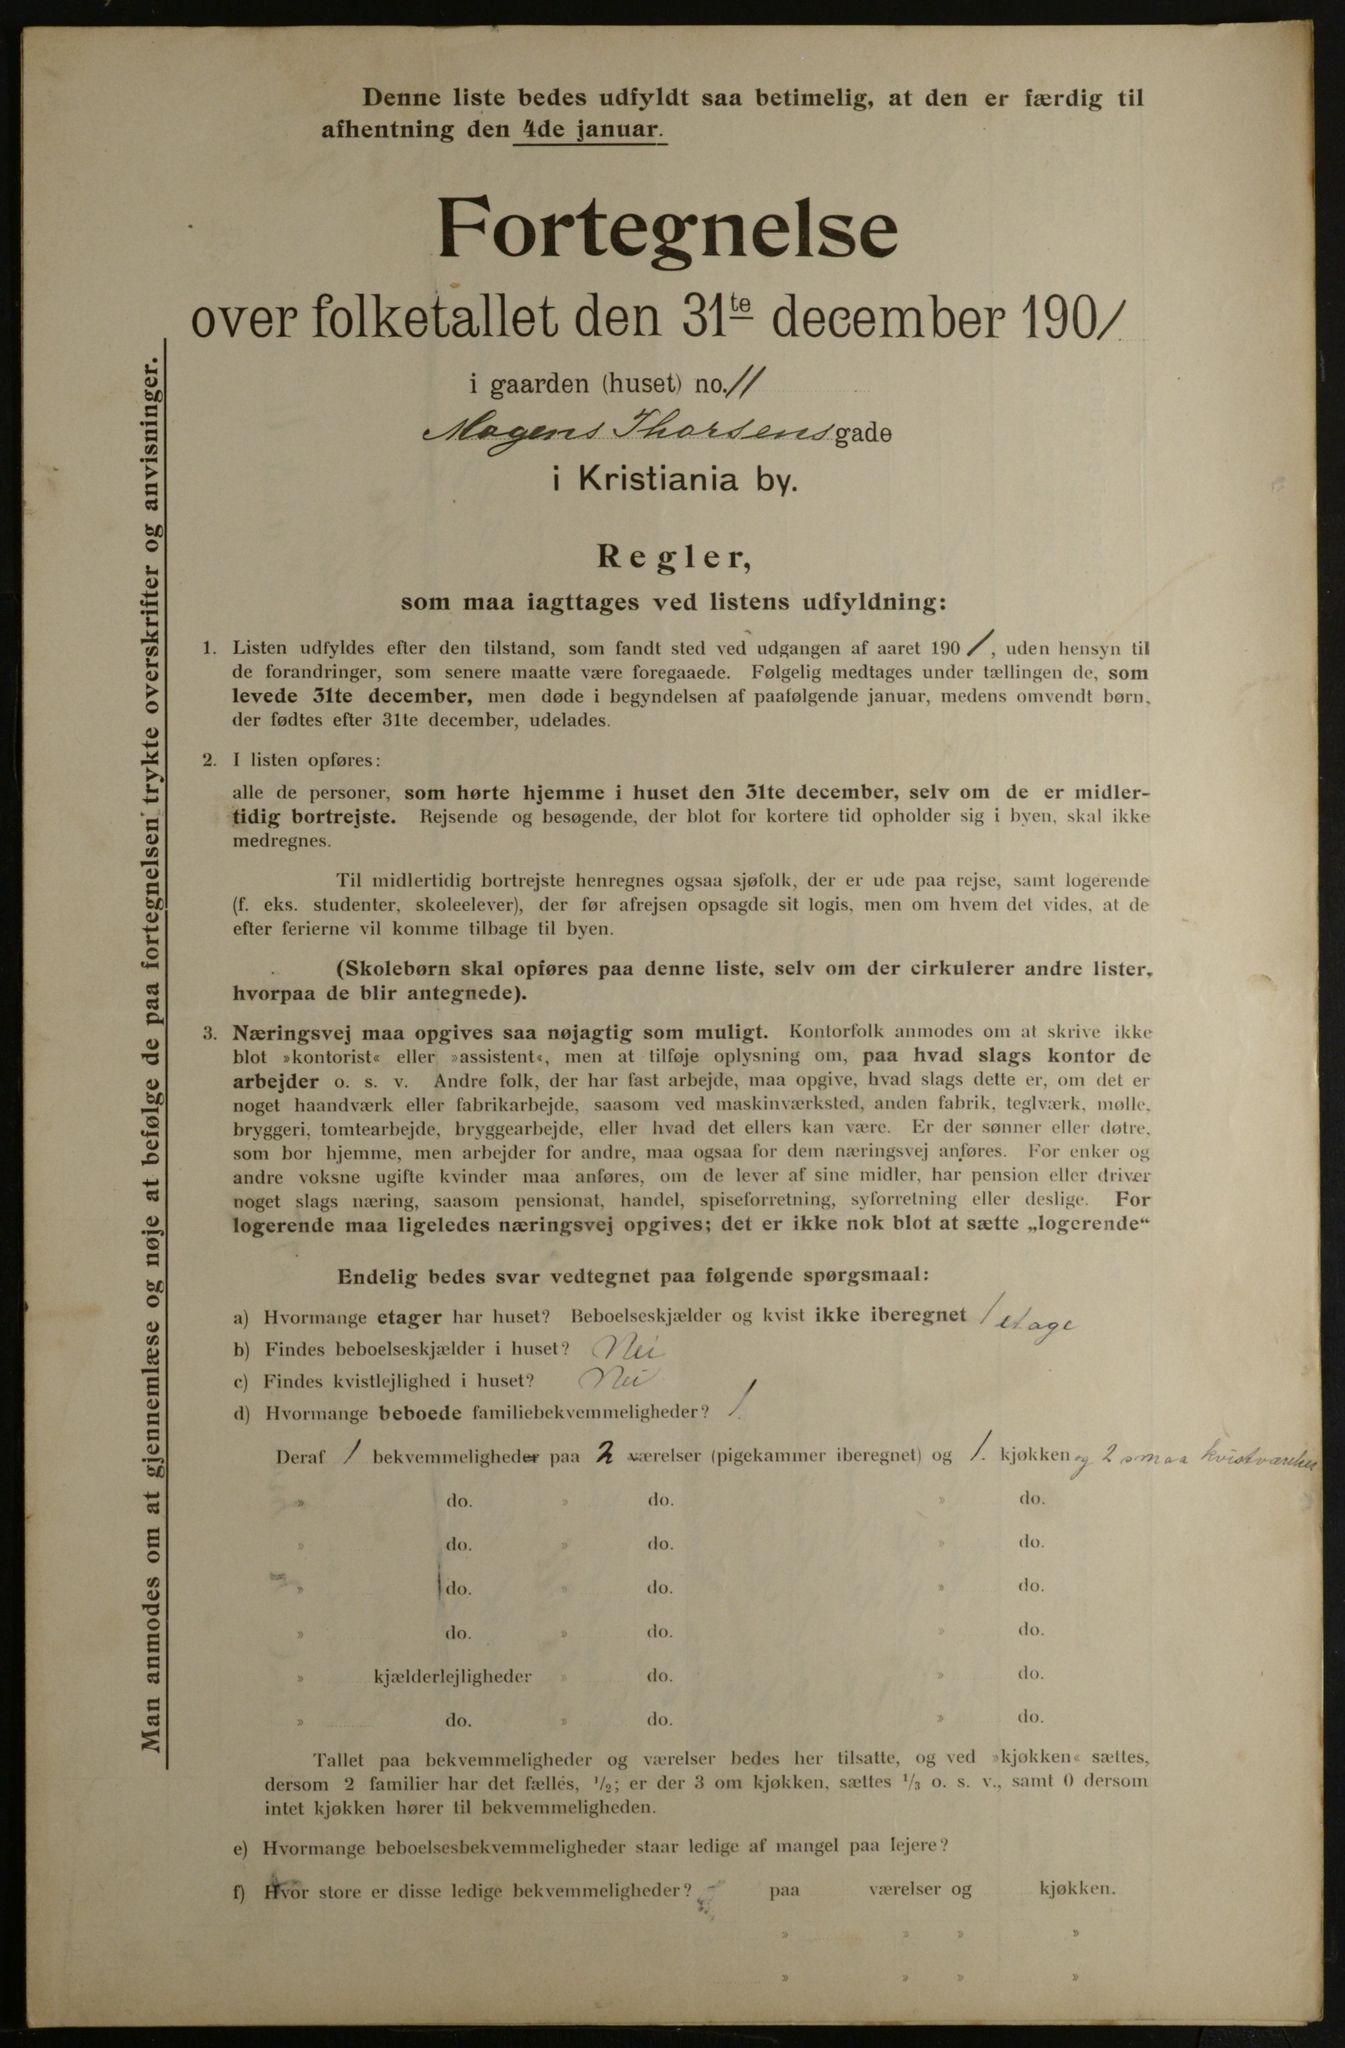 Denne liste bedes udfyldt saa betimelig, at den er færdig til
afhentning den 4de januar.
Fortegnelse
over folketallet den 31te december 1901
i gaarden (huset) no. 11
Mogens Thorsensgade
i Kristiania by.
Regler,
som maa iagttages ved listens udfyldning:
1. Listen udfyldes efter den tilstand, som fandt sted ved udgangen af aaret 1901, uden hensyn til
de forandringer, som senere maatte være foregaaede. Følgelig medtages under tællingen de, som
levede 31te december, men døde i begyndelsen af paafølgende januar, medens omvendt børn,
der fødtes efter 31te december, udelades.
2. I listen opføres:
alle de personer, som hørte hjemme i huset den 31te december, selv om de er midler-
tidig bortrejste. Rejsende og besøgende, der blot for kortere tid opholder sig i byen, skal ikke
medregnes.
Til midlertidig bortrejste henregnes ogsaa sjøfolk, der er ude paa rejse, samt logerende
(f. eks. studenter, skoleelever), der før afrejsen opsagde sit logis, men om hvem det vides, at de
efter ferierne vil komme tilbage til byen.
(Skolebørn skal opføres paa denne liste, selv om der cirkulerer andre lister,
hvorpaa de blir antegnede).
3. Næringsvej maa opgives saa nøjagtig som muligt. Kontorfolk anmodes om at skrive ikke
blot »kontorist« eller »assistent«, men at tilføje oplysning om, paa hvad slags kontor de
arbejder o. s. v. Andre folk, der har fast arbejde, maa opgive, hvad slags dette er, om det er
noget haandværk eller fabrikarbejde, saasom ved maskinværksted, anden fabrik, teglværk, mølle,
bryggeri, tomtearbejde, bryggearbejde, eller hvad det ellers kan være. Er der sønner eller døtre,
som bor hjemme, men arbejder for andre, maa ogsaa for dem næringsvej anføres. For enker og
andre voksne ugifte kvinder maa anføres, om de lever af sine midler, har pension eller driver
noget slags næring, saasom pensionat, handel, spiseforretning, syforretning eller deslige. For
logerende maa ligeledes næringsvej opgives; det er ikke nok blot at sætte „logerende“
Endelig bedes svar vedtegnet paa følgende spørgsmaal:
a) Hvormange etager har huset? Beboelseskjælder og kvist ikke iberegnet 1 etage
b) Findes beboelseskjælder i huset? Nei
c) Findes kvistlejlighed i huset? Nei
d) Hvormange beboede familiebekvemmeligheder? 1.
Deraf 1 bekvemmeligheder paa 2 værelser (pigekammer iberegnet) og 1. kjøkken og 2 smaa kvistværelser
» do. » do. » do.
» do. » do. » do.
» do. » do. » do.
» do. » do. » do.
» kjælderlejligheder » do. » do.
» do. » do. » do.
Tallet paa bekvemmeligheder og værelser bedes her tilsatte, og ved »kjøkken« sættes,
dersom 2 familier har det fælles, 1/2; er der 3 om kjøkken, sættes 1/3 o. s. v., samt 0 dersom
intet kjøkken hører til bekvemmeligheden.
e) Hvormange beboelsesbekvemmeligheder staar ledige af mangel paa lejere?
f) Hvor store er disse ledige bekvemmeligheder? paa værelser og kjøkken.
» » » »
» » » »
Man anmodes om at gjennemlæse og nøje at befølge de paa fortegnelsen trykte overskrifter og anvisninger.